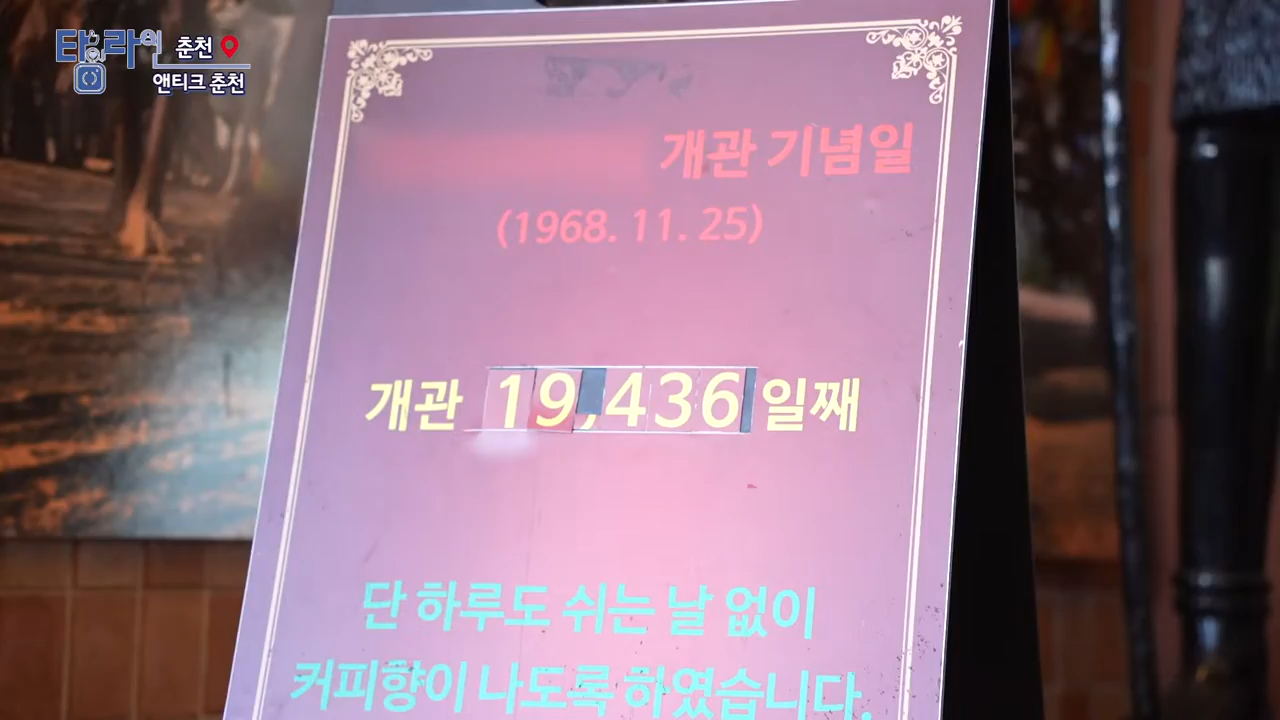 탐라의 춘천
앤티크 춘천
개관 기념일
(1968. 11. 25)
개관 19,436 일째
단 하루도 쉬는 날 없이
커피향이 나도록 하였습니다.